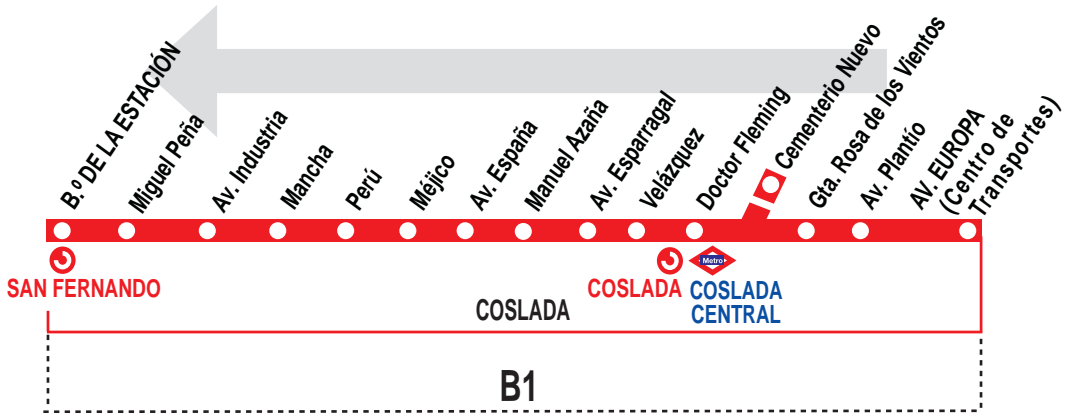 B.º DE LA ESTACIÓN
Miguel Peña
Av. Industria
Mancha
Perú
Méjico
Av. España
Manuel Azaña
Av. Esparragal
Velázquez
Doctor Fleming
Cementerio Nuevo
Gta. Rosa de los Vientos
Av. Plantío
AV. EUROPA
(Centro de
Transportes)
SAN FERNANDO
COSLADA
Metro
COSLADA
CENTRAL
COSLADA
B1